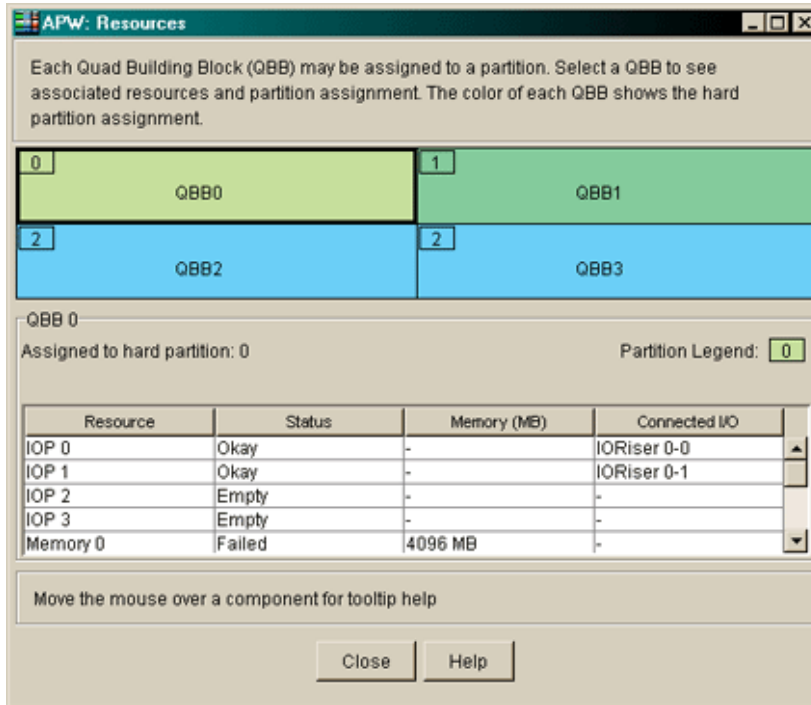 APW: Resources
Each Quad Building Block (QBB) may be assigned to a partition. Select a QBB to see
associated resources and partition assignment. The color of each QBB shows the hard
partition assignment.
0 1
QBB0 QBB1
2 2
QBB2 QBB3
QBB 0
Assigned to hard partition: 0 Partition Legend: 0
Resource Status Memory (MB) Connected I/O
IOP 0 Okay - IORiser 0-0
IOP 1 Okay - IORiser 0-1
IOP 2 Empty - -
IOP 3 Empty - -
Memory 0 Failed 4096 MB -
Move the mouse over a component for tooltip help
Close Help